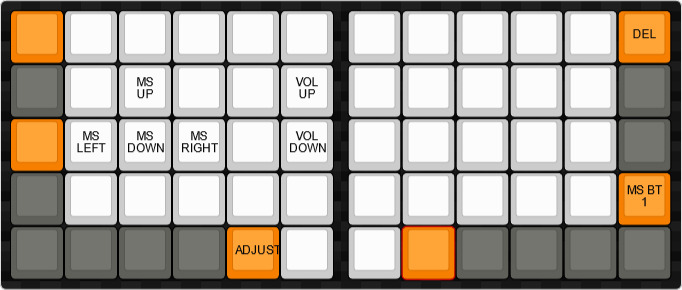 DEL
MS
UP
VOL
UP
MS
LEFT
MS
DOWN
MS
RIGHT
VOL
DOWN
MS BT
1
ADJUST